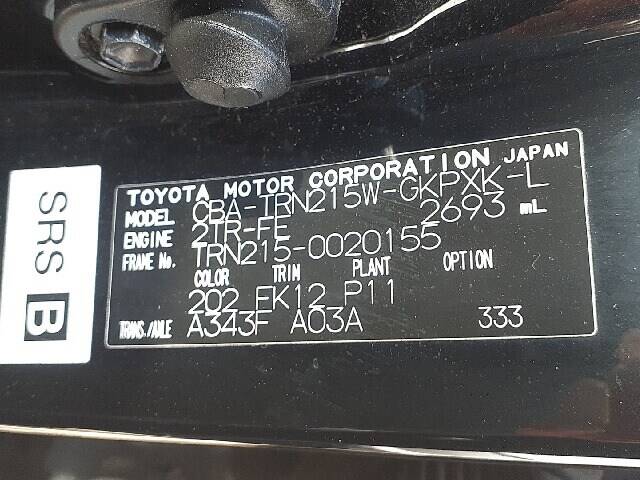 SRS B
TOYOTA MOTOR CORPORATION JAPAN
MODEL CBA-TRN215W-GKPXK-L
ENGINE 2TR-FE 2693 mL
FRAME No. TRN215-0020155
COLOR TRIM PLANT OPTION
202 FK12 P11
TRANS./AXLE A343F A03A 333